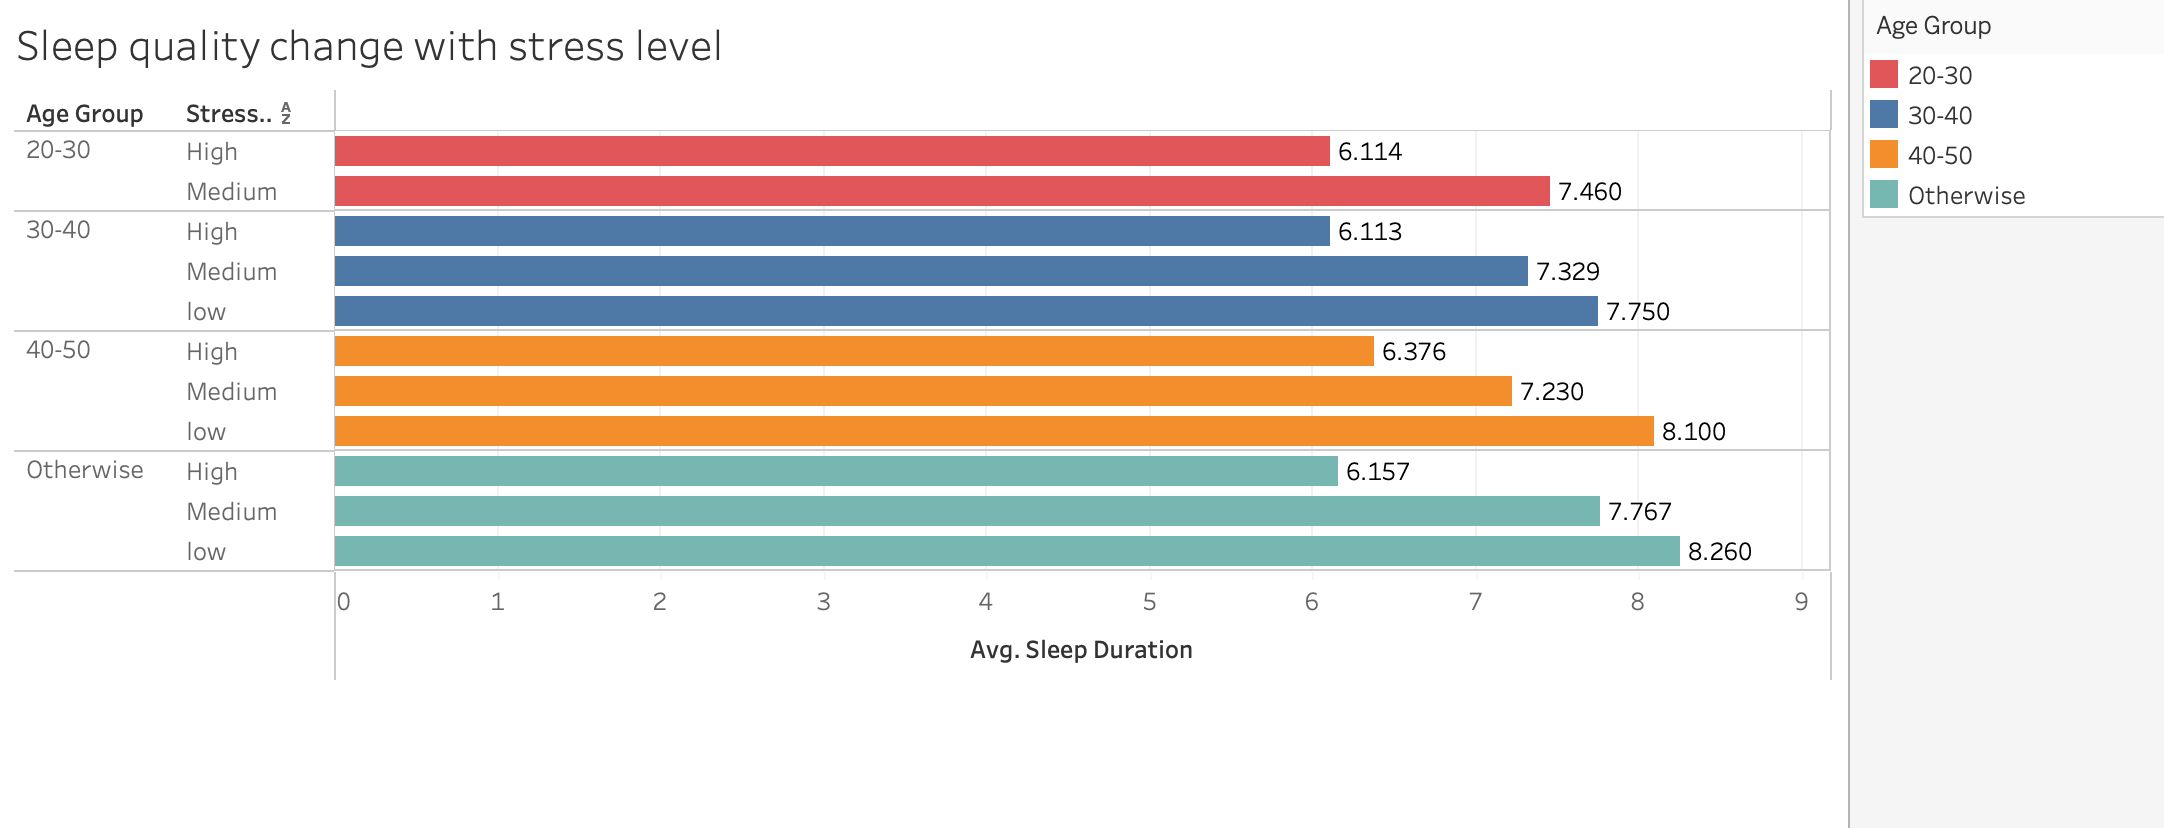 Sleep quality change with stress level
Age Group Stress.. AZ
20-30 High 6.114
Medium 7.460
30-40 High 6.113
Medium 7.329
low 7.750
40-50 High 6.376
Medium 7.230
low 8.100
Otherwise High 6.157
Medium 7.767
low 8.260
0 1 2 3 4 5 6 7 8 9
Avg. Sleep Duration
Age Group
20-30
30-40
40-50
Otherwise